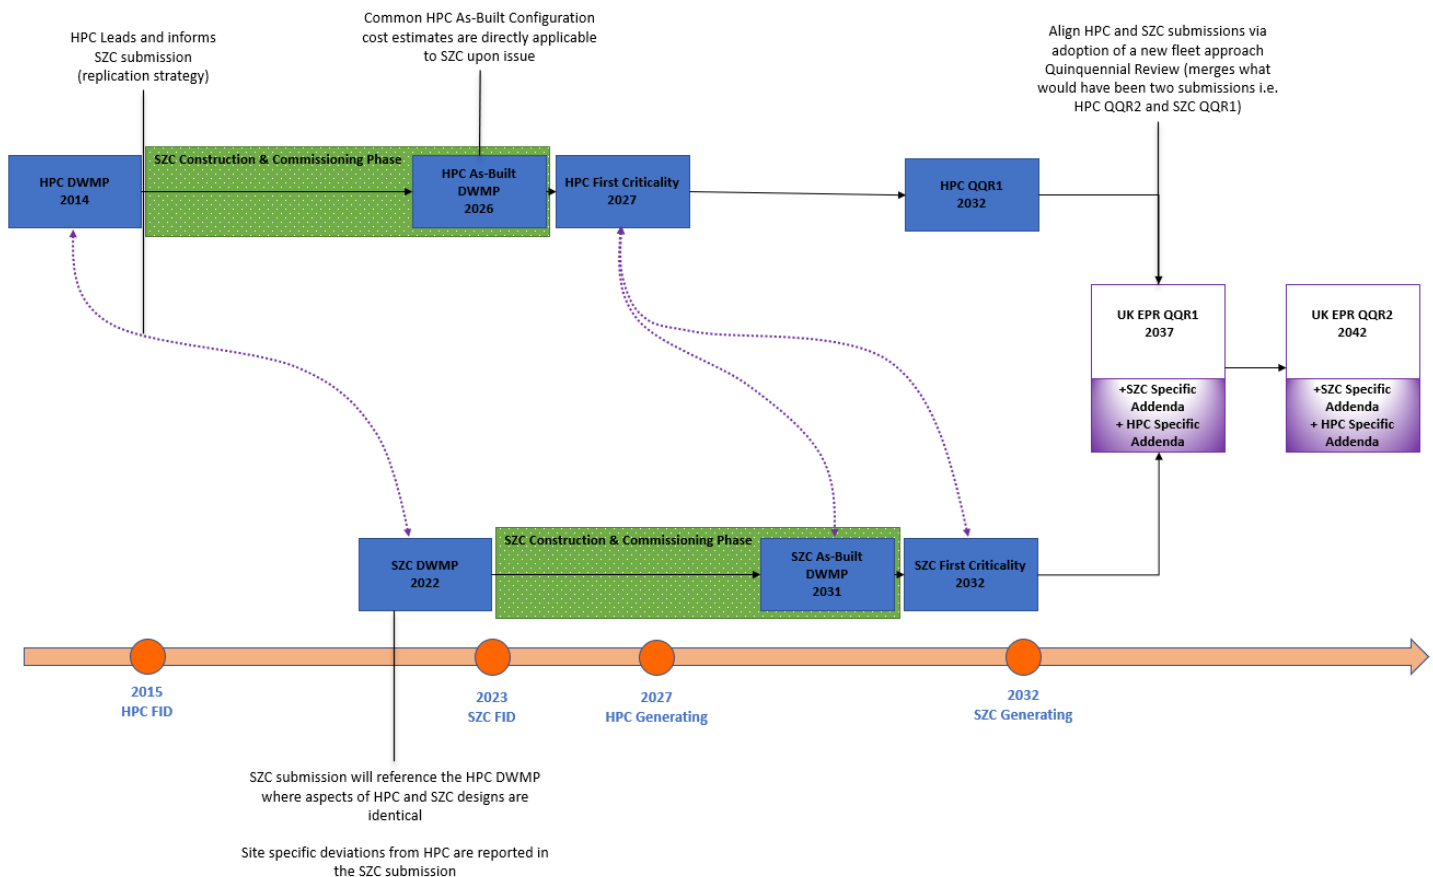 HPC Leads and informs
SZC submission
(replication strategy)
Common HPC As-Built Configuration
cost estimates are directly applicable
to SZC upon issue
Align HPC and SZC submissions via
adoption of a new fleet approach
Quinquennial Review (merges what
would have been two submissions i.e.
HPC QQR2 and SZC QQR1)
HPC DWMP
2014
SZC Construction & Commissioning Phase
HPC As-Built
DWMP
2026
HPC First Criticality
2027
HPC QQR1
2032
UK EPR QQR1
2037
+SZC Specific
Addenda
+ HPC Specific
Addenda
UK EPR QQR2
2042
+SZC Specific
Addenda
+ HPC Specific
Addenda
SZC DWMP
2022
SZC Construction & Commissioning Phase
SZC As-Built
DWMP
2031
SZC First Criticality
2032
2015
HPC FID
2023
SZC FID
2027
HPC Generating
2032
SZC Generating
SZC submission will reference the HPC DWMP
where aspects of HPC and SZC designs are
identical
Site specific deviations from HPC are reported in
the SZC submission